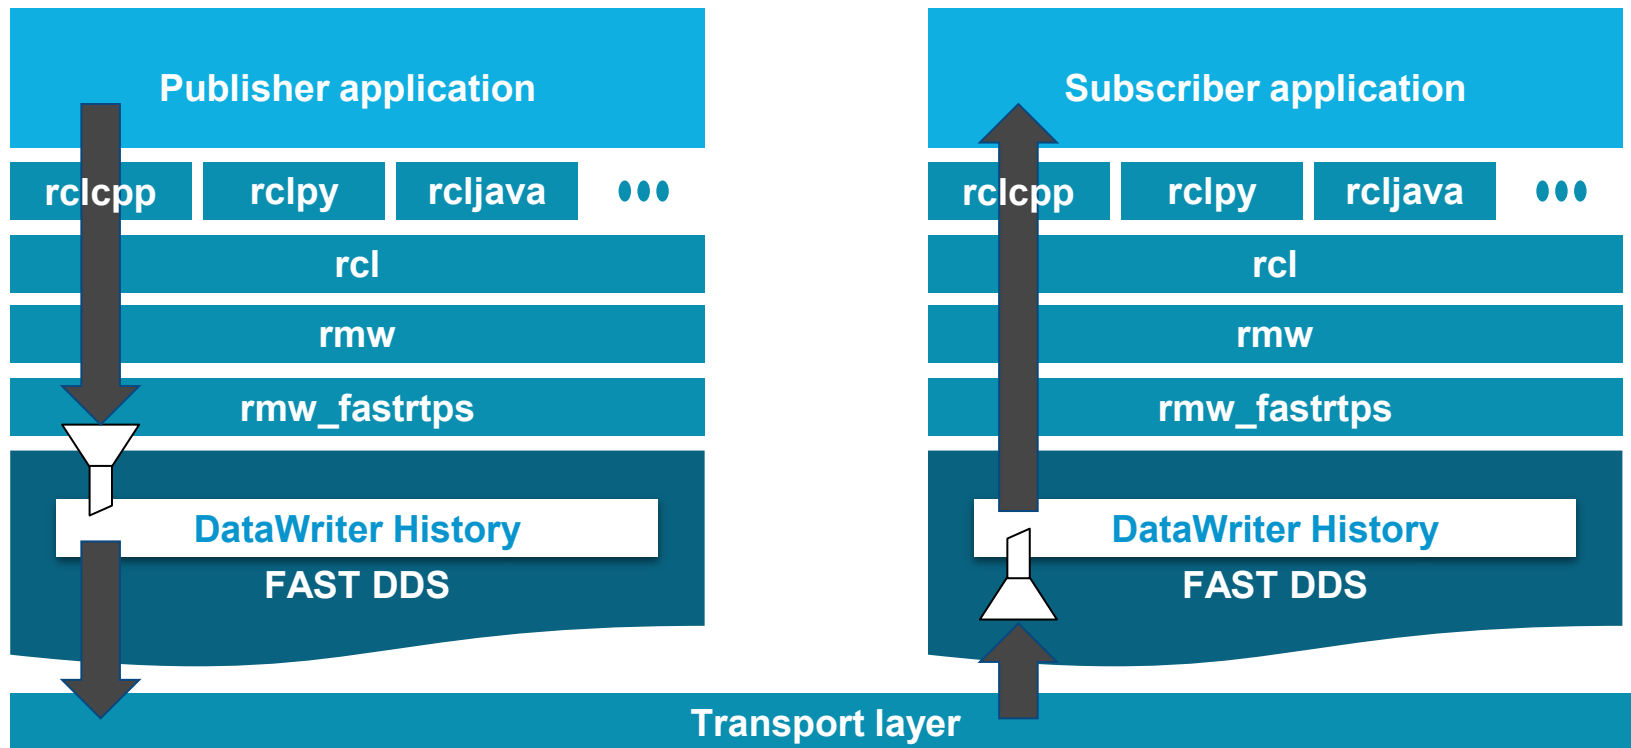 Publisher application
rclcpp
rclpy
rcljava
rcl
rmw
rmw_fastrtps
DataWriter History
FAST DDS
Subscriber application
rclcpp
rclpy
rcljava
rcl
rmw
rmw_fastrtps
DataWriter History
FAST DDS
Transport layer